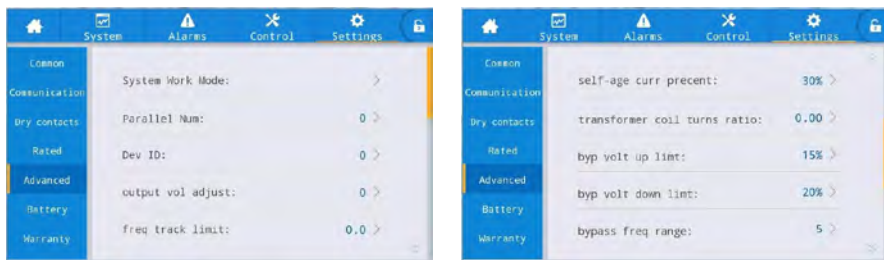 System Alarms Control Settings
Common
Communication
Dry contacts
Rated
Advanced
Battery
Warranty
System Work Mode:
Parallel Num: 0
Dev ID: 0
output vol adjust: 0
freq track limit: 0.0
System Alarms Control Settings
Common
Communication
Dry contacts
Rated
Advanced
Battery
Warranty
self-age curr precent: 30%
transformer coil turns ratio: 0.00
byp volt up limt: 15%
byp volt down limt: 20%
bypass freq range: 5